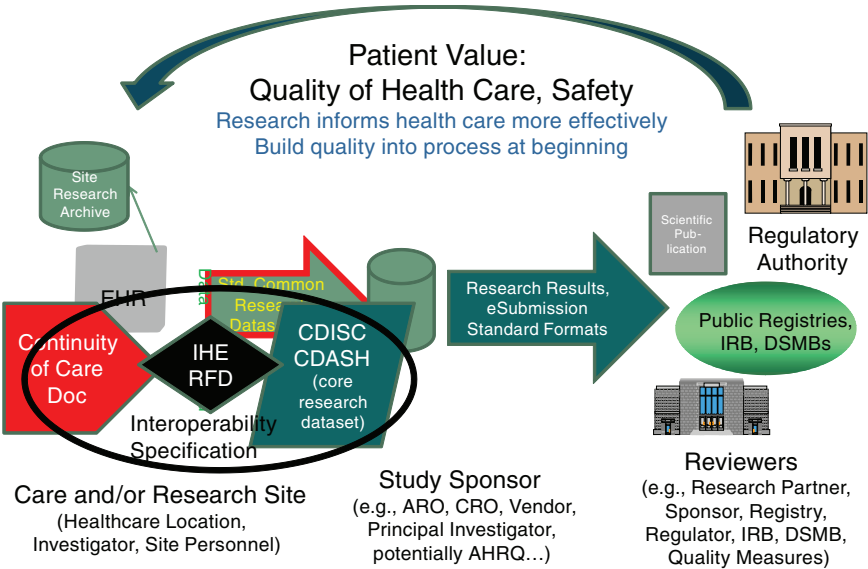 Patient Value:
Quality of Health Care, Safety
Research informs health care more effectively
Build quality into process at beginning
Site
Research
Archive
EHR
Data
Std. Common
Research
Dataset
Continuity
of Care
Doc
IHE
RFD
CDISC
CDASH
(core
research
dataset)
Interoperability
Specification
Research Results,
eSubmission
Standard Formats
Scientific
Pub-
lication
Regulatory
Authority
Public Registries,
IRB, DSMBs
Care and/or Research Site
(Healthcare Location,
Investigator, Site Personnel)
Study Sponsor
(e.g., ARO, CRO, Vendor,
Principal Investigator,
potentially AHRQ…)
Reviewers
(e.g., Research Partner,
Sponsor, Registry,
Regulator, IRB, DSMB,
Quality Measures)